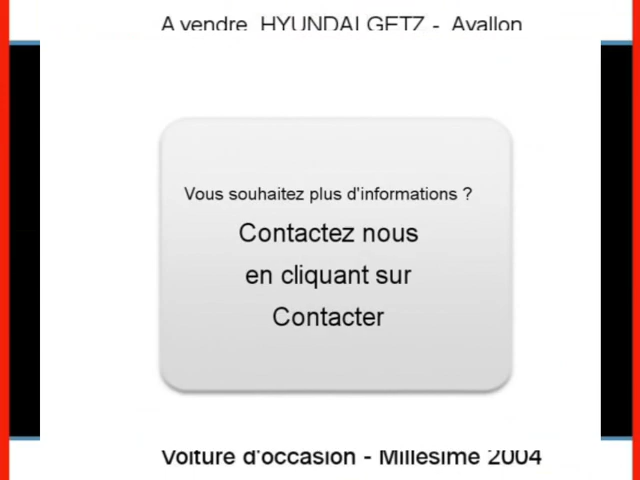 A vendre HYUNDAI GETZ - Avallon
Vous souhaitez plus d'informations ?
Contactez nous
en cliquant sur
Contacter
Voiture d'occasion - Millesime 2004